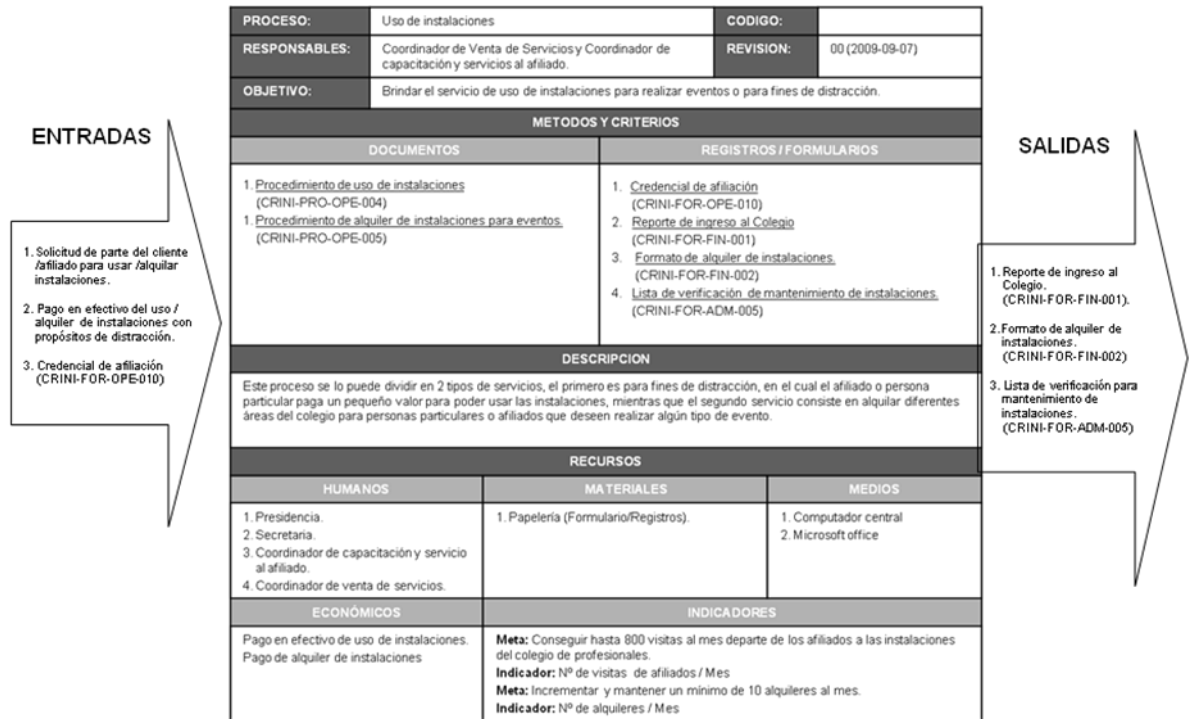 PROCESO:
Uso de instalaciones
CODIGO:
RESPONSABLES:
Coordinador de Venta de Servicios y Coordinador de
capacitación y servicios al afiliado.
REVISION:
00 (2009-09-07)
OBJETIVO:
Brindar el servicio de uso de instalaciones para realizar eventos o para fines de distracción.
METODOS Y CRITERIOS
DOCUMENTOS
REGISTROS / FORMULARIOS
1. Procedimiento de uso de instalaciones
(CRINI-PRO-OPE-004)
1. Procedimiento de alquiler de instalaciones para eventos.
(CRINI-PRO-OPE-005)
1. Credencial de afiliación
(CRINI-FOR-OPE-010)
2. Reporte de ingreso al Colegio
(CRINI-FOR-FIN-001)
3. Formato de alquiler de instalaciones.
(CRINI-FOR-FIN-002)
4. Lista de verificación de mantenimiento de instalaciones.
(CRINI-FOR-ADM-005)
ENTRADAS
1. Solicitud de parte del cliente
/afiliado para usar /alquilar
instalaciones.
2. Pago en efectivo del uso /
alquiler de instalaciones con
propósitos de distracción.
3. Credencial de afiliación
(CRINI-FOR-OPE-010)
SALIDAS
1. Reporte de ingreso al
Colegio.
(CRINI-FOR-FIN-001).
2. Formato de alquiler de
instalaciones.
(CRINI-FOR-FIN-002)
3. Lista de verificación para
mantenimiento de
instalaciones.
(CRINI-FOR-ADM-005)
DESCRIPCION
Este proceso se lo puede dividir en 2 tipos de servicios, el primero es para fines de distracción, en el cual el afiliado o persona
particular paga un pequeño valor para poder usar las instalaciones, mientras que el segundo servicio consiste en alquilar diferentes
áreas del colegio para personas particulares o afiliados que deseen realizar algún tipo de evento.
RECURSOS
HUMANOS
MATERIALES
MEDIOS
1. Presidencia.
2. Secretaria.
3. Coordinador de capacitación y servicio
al afiliado.
4. Coordinador de venta de servicios.
1. Papelería (Formulario/Registros).
1. Computador central
2. Microsoft office
ECONÓMICOS
INDICADORES
Pago en efectivo de uso de instalaciones.
Pago de alquiler de instalaciones
Meta: Conseguir hasta 800 visitas al mes departe de los afiliados a las instalaciones
del colegio de profesionales.
Indicador: Nº de visitas de afiliados / Mes
Meta: Incrementar y mantener un mínimo de 10 alquileres al mes.
Indicador: Nº de alquileres / Mes